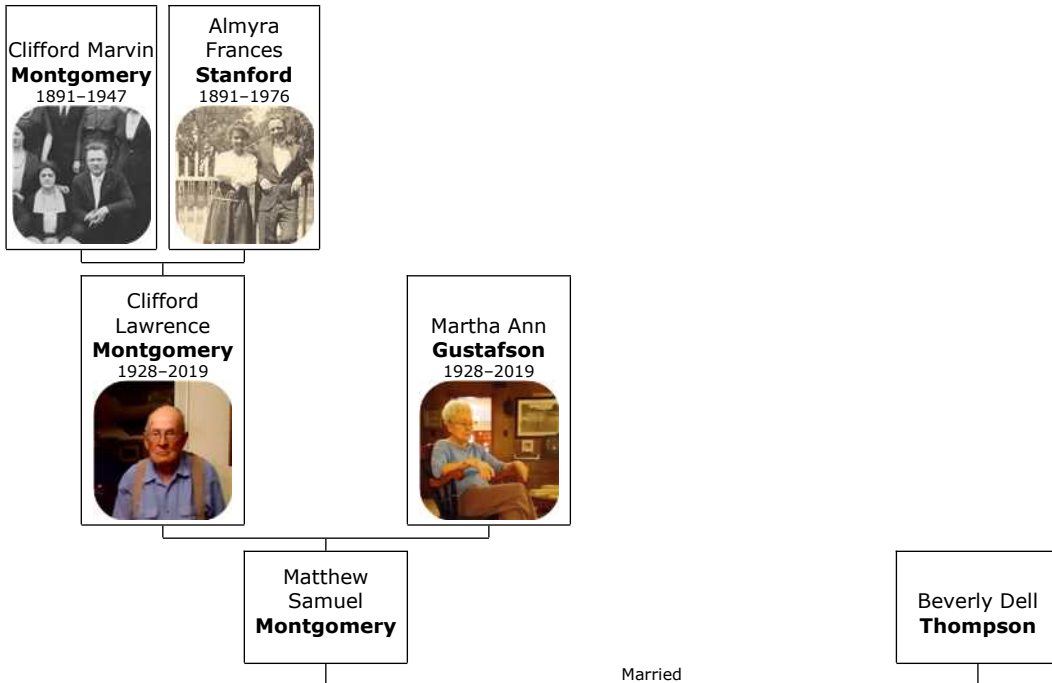 Clifford Marvin
Montgomery
1891–1947
Almyra
Frances
Stanford
1891–1976
Clifford
Lawrence
Montgomery
1928–2019
Martha Ann
Gustafson
1928–2019
Matthew
Samuel
Montgomery
Beverly Dell
Thompson
Married